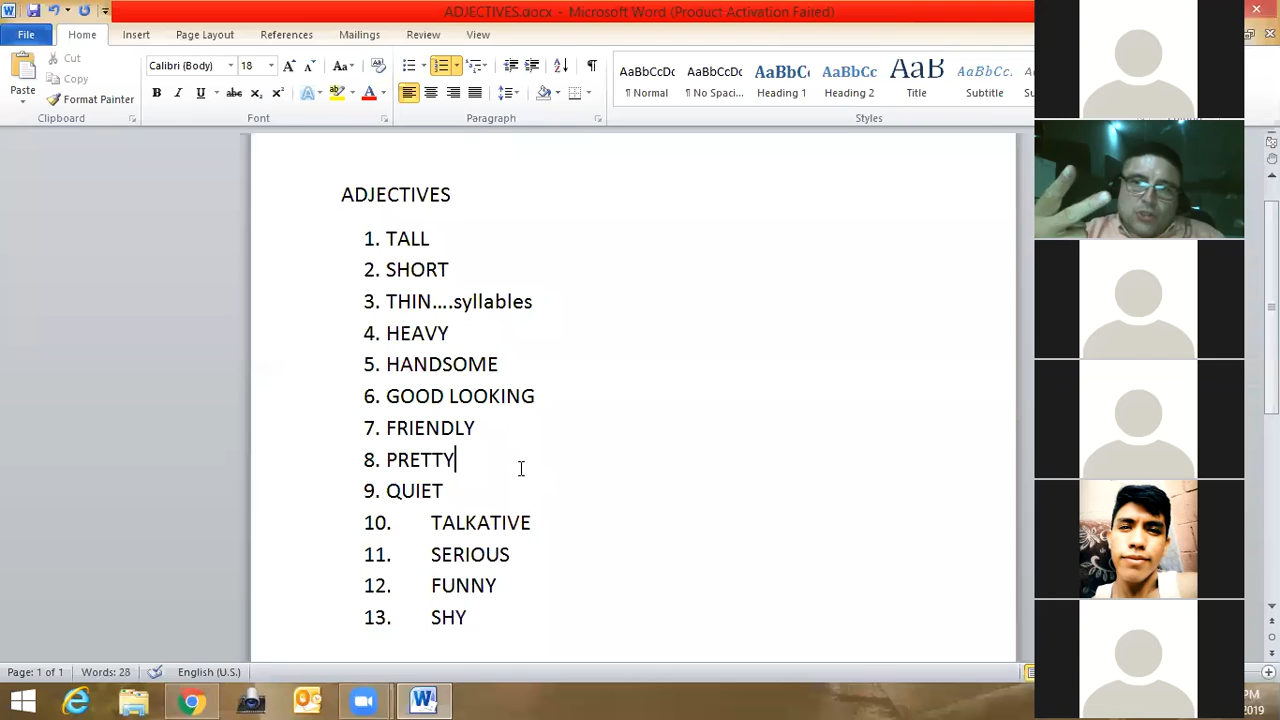 ADJECTIVES.docx - Microsoft Word (Product Activation Failed)
File Home Insert Page Layout References Mailings Review View
Cut
Copy
Format Painter
Paste
Clipboard
Calibri (Body) 18
Font
Paragraph
AaBbCcDc AaBbCcDc AaBbCc AaBbCc AaB AaBbCc.
¶ Normal ¶ No Spaci... Heading 1 Heading 2 Title Subtitle
Styles
ADJECTIVES
1. TALL
2. SHORT
3. THIN....syllables
4. HEAVY
5. HANDSOME
6. GOOD LOOKING
7. FRIENDLY
8. PRETTY
9. QUIET
10. TALKATIVE
11. SERIOUS
12. FUNNY
13. SHY
Page: 1 of 1 Words: 28 English (U.S.)
PM
2019